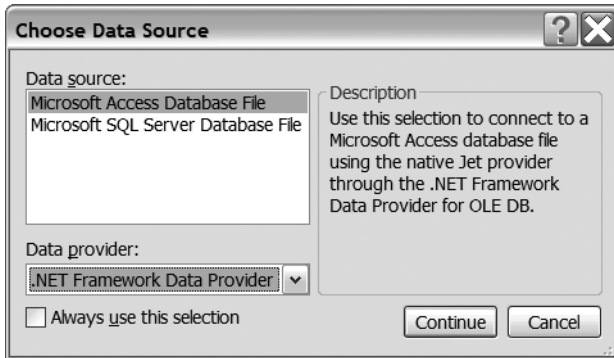 Choose Data Source
Data source:
Microsoft Access Database File
Microsoft SQL Server Database File
Description
Use this selection to connect to a
Microsoft Access database file
using the native Jet provider
through the .NET Framework
Data Provider for OLE DB.
Data provider:
.NET Framework Data Provider
Always use this selection
Continue
Cancel